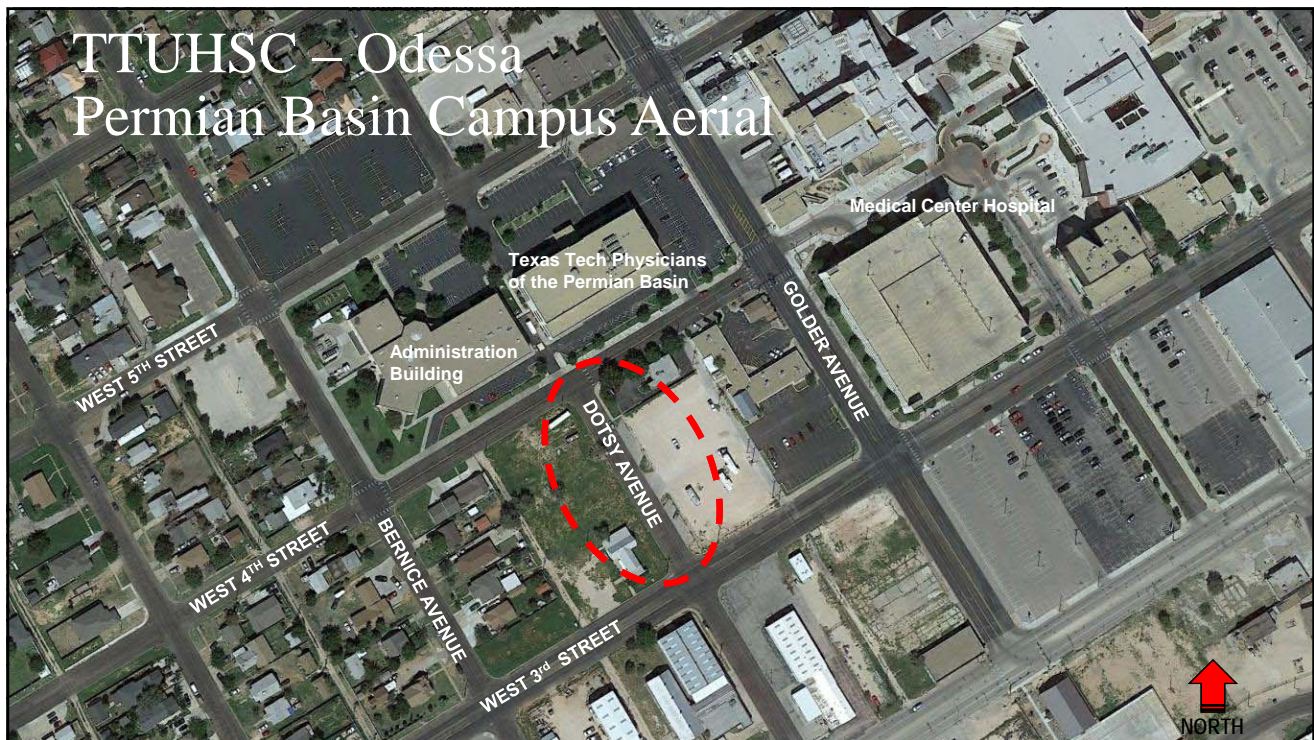 TTUHSC – Odessa
Permian Basin Campus Aerial
Medical Center Hospital
Texas Tech Physicians
of the Permian Basin
GOLDER AVENUE
Administration
Building
WEST 5TH STREET
DOTSY AVENUE
WEST 4TH STREET
BERNICE AVENUE
WEST 3rd STREET
NORTH